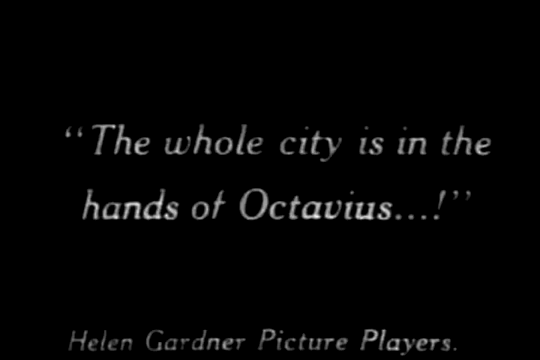 “The whole city is in the
hands of Octavius...!”
Helen Gardner Picture Players.